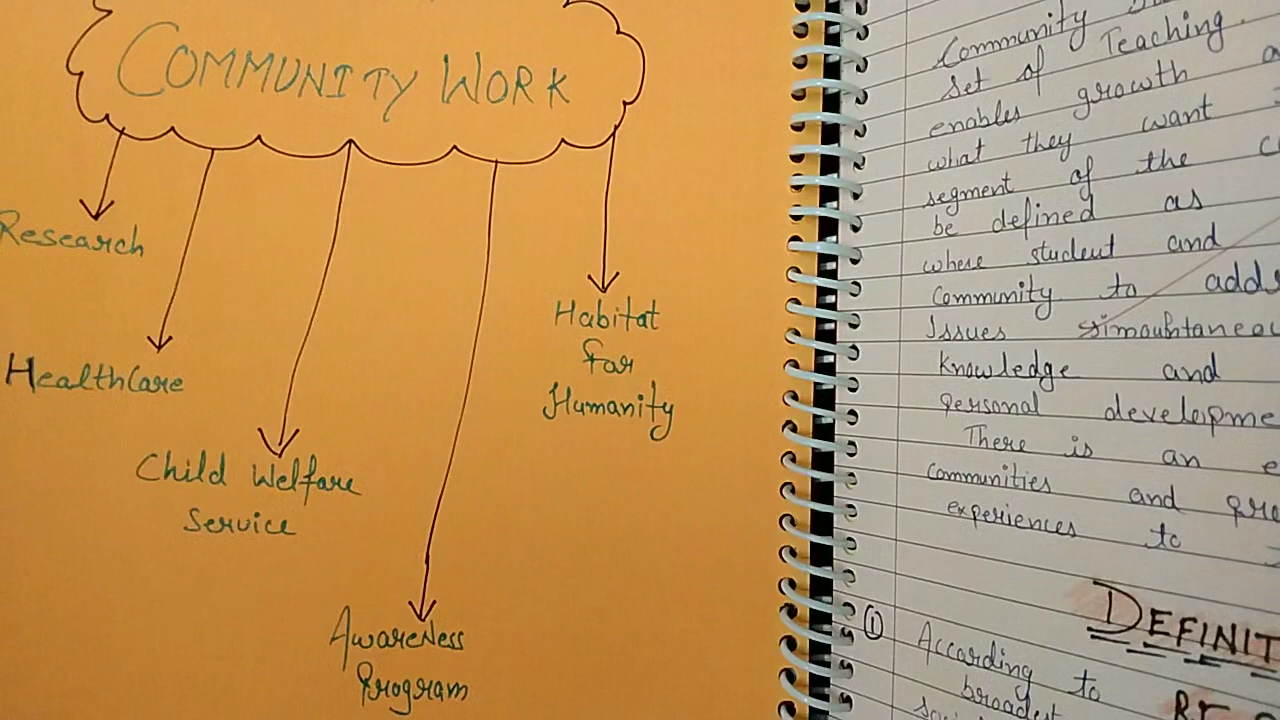 COMMUNITY WORK
Research
HealthCare
Child Welfare
Service
Awareness
Program
Habitat
For
Humanity
Community
Set of Teaching
enables growth
what they want
segment of the
be defined as
where student and
Community to
Issues
Knowledge and
Personal
There is an
Communities and
experiences to
DEFINIT
① According to
broadest